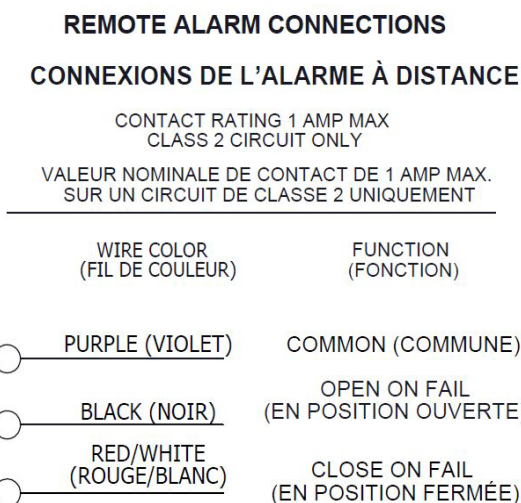 REMOTE ALARM CONNECTIONS
CONNEXIONS DE L'ALARME À DISTANCE
CONTACT RATING 1 AMP MAX
CLASS 2 CIRCUIT ONLY
VALEUR NOMINALE DE CONTACT DE 1 AMP MAX.
SUR UN CIRCUIT DE CLASSE 2 UNIQUEMENT
WIRE COLOR FUNCTION
(FIL DE COULEUR) (FONCTION)
PURPLE (VIOLET) COMMON (COMMUNE)
OPEN ON FAIL
BLACK (NOIR) (EN POSITION OUVERTE
RED/WHITE
(ROUGE/BLANC) CLOSE ON FAIL
(EN POSITION FERMÉE)